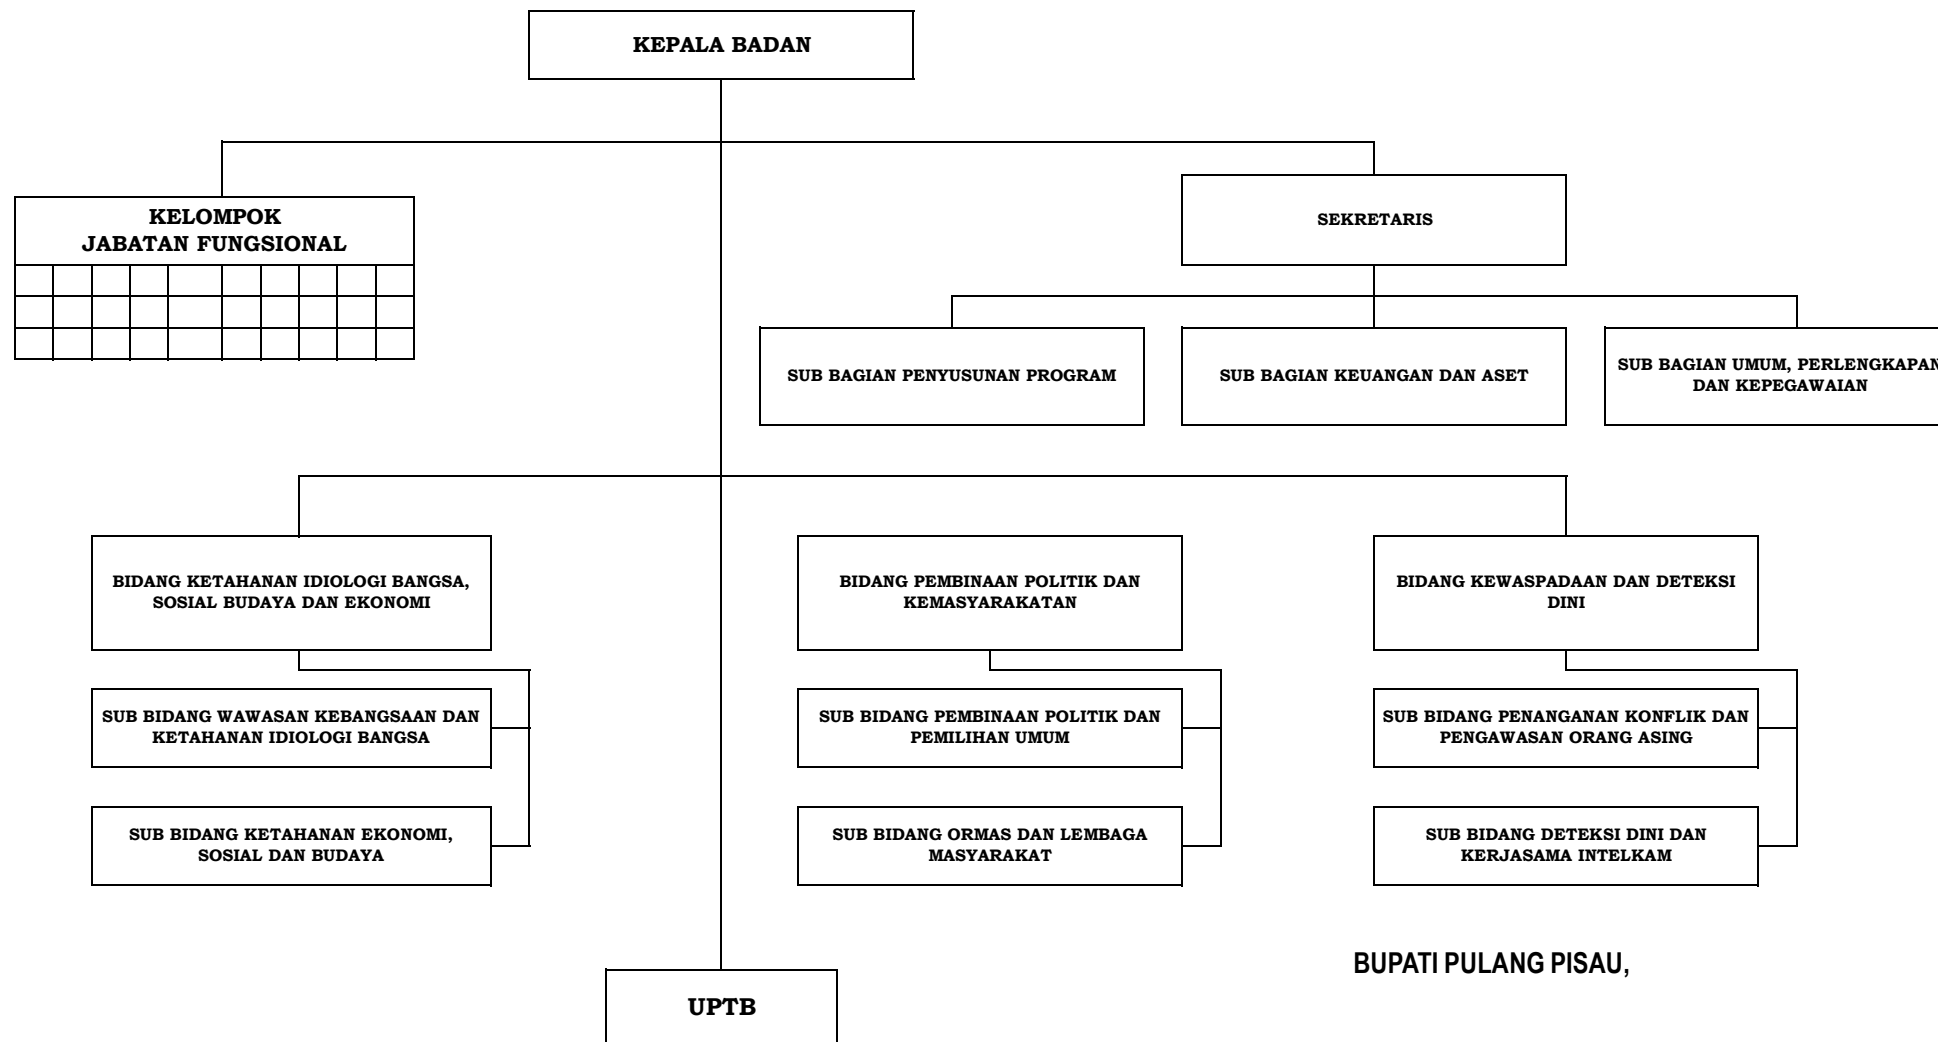 KEPALA BADAN
KELOMPOK
JABATAN FUNGSIONAL
SEKRETARIS
SUB BAGIAN PENYUSUNAN PROGRAM
SUB BAGIAN KEUANGAN DAN ASET
SUB BAGIAN UMUM, PERLENGKAPAN
DAN KEPEGAWAIAN
BIDANG KETAHANAN IDIOLOGI BANGSA,
SOSIAL BUDAYA DAN EKONOMI
BIDANG PEMBINAAN POLITIK DAN
KEMASYARAKATAN
BIDANG KEWASPADAAN DAN DETEKSI
DINI
SUB BIDANG WAWASAN KEBANGSAAN DAN
KETAHANAN IDIOLOGI BANGSA
SUB BIDANG PEMBINAAN POLITIK DAN
PEMILIHAN UMUM
SUB BIDANG PENANGANAN KONFLIK DAN
PENGAWASAN ORANG ASING
SUB BIDANG KETAHANAN EKONOMI,
SOSIAL DAN BUDAYA
SUB BIDANG ORMAS DAN LEMBAGA
MASYARAKAT
SUB BIDANG DETEKSI DINI DAN
KERJASAMA INTELKAM
BUPATI PULANG PISAU,
UPTB